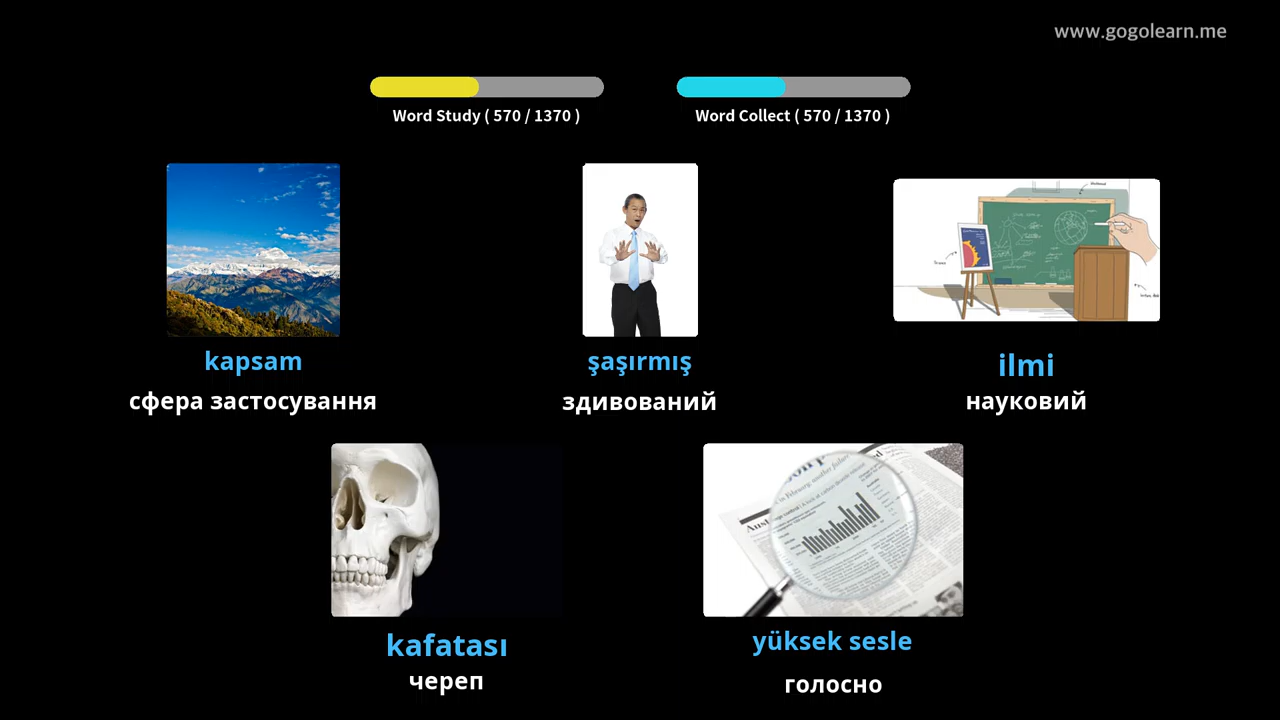 www.gogolearn.me
Word Study ( 570 / 1370 )
Word Collect ( 570 / 1370 )
kapsam
сфера застосування
şaşırmış
здивований
ilmi
науковий
kafatası
череп
yüksek sesle
голосно